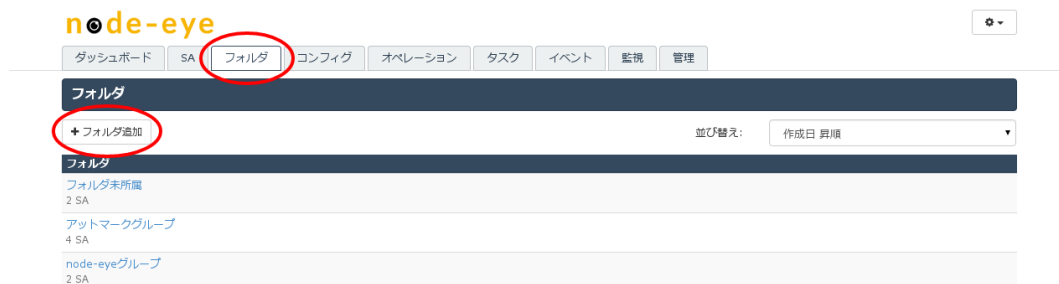 node-eye
ダッシュボード SA フォルダ コンフィグ オペレーション タスク イベント 監視 管理
フォルダ
+フォルダ追加 並び替え: 作成日 昇順
フォルダ
フォルダ未所属
2 SA
アットマークグループ
4 SA
node-eyeグループ
2 SA